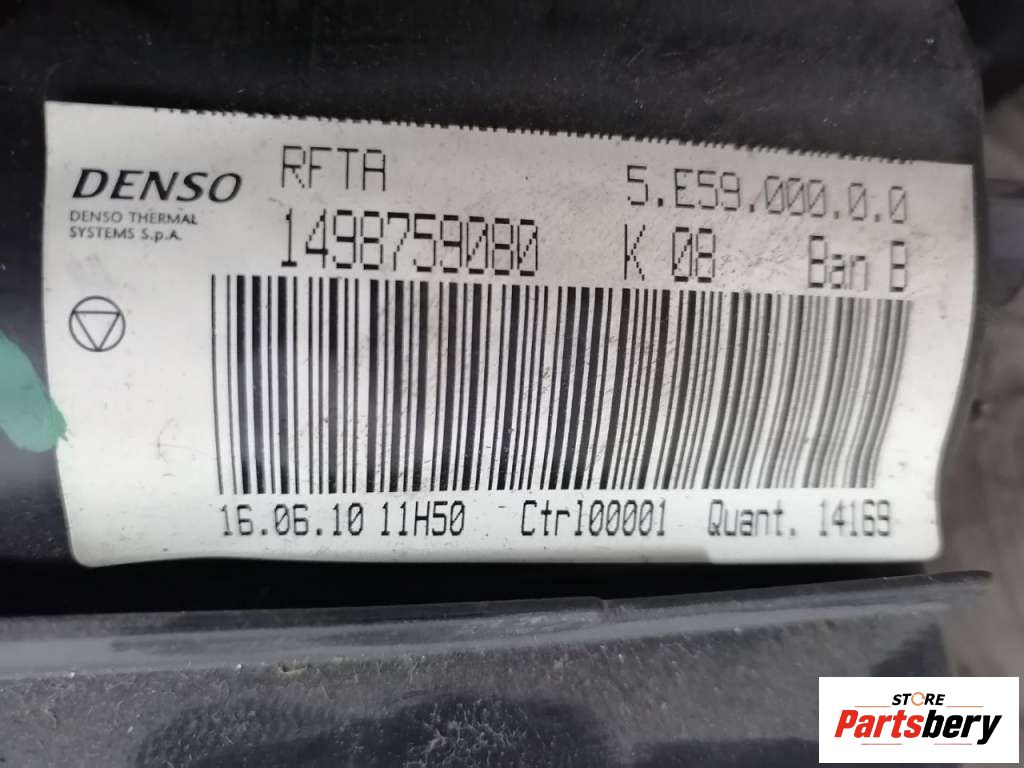 DENSO
DENSO THERMAL
SYSTEMS S.p.A.
RFTA 5.E59.000.0.0
1498759080 K 08 Ban B
16.06.10 11H50 Ctrl00001 Quant. 14169
STORE
Partsbery